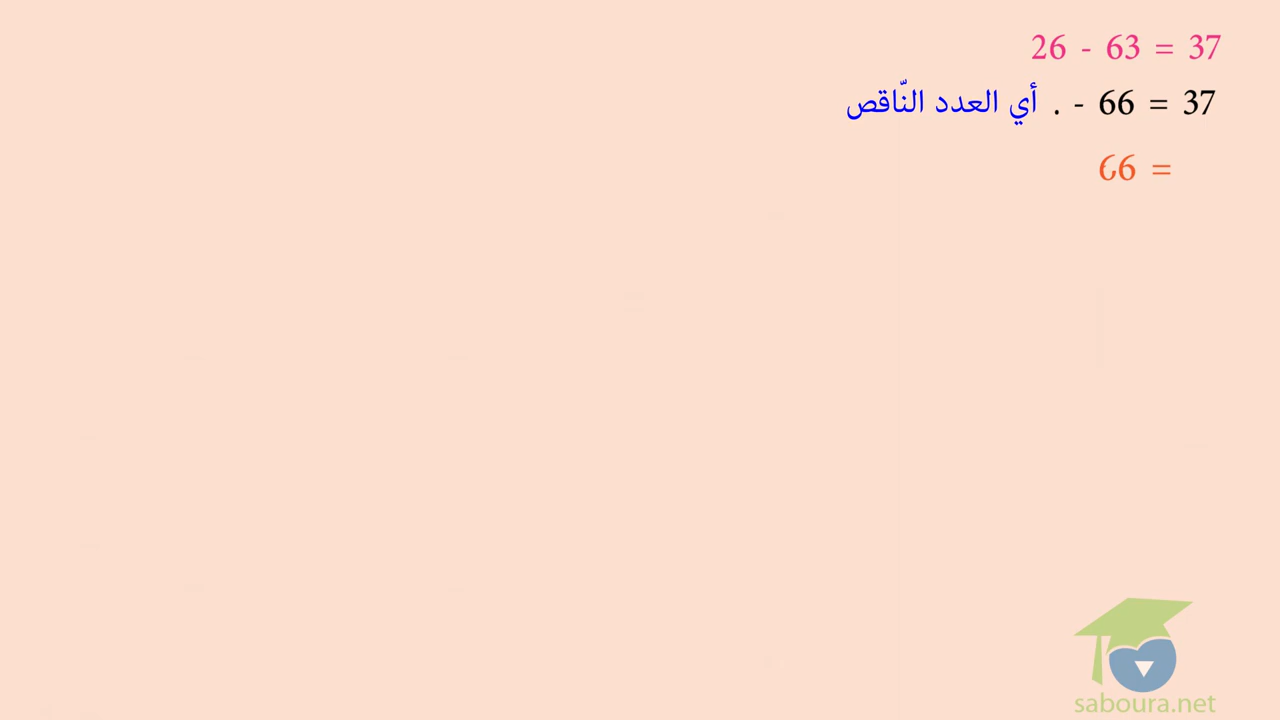 26 - 63 = 37
أي العدد النّاقص . - 66 = 37
66 =
saboura.net